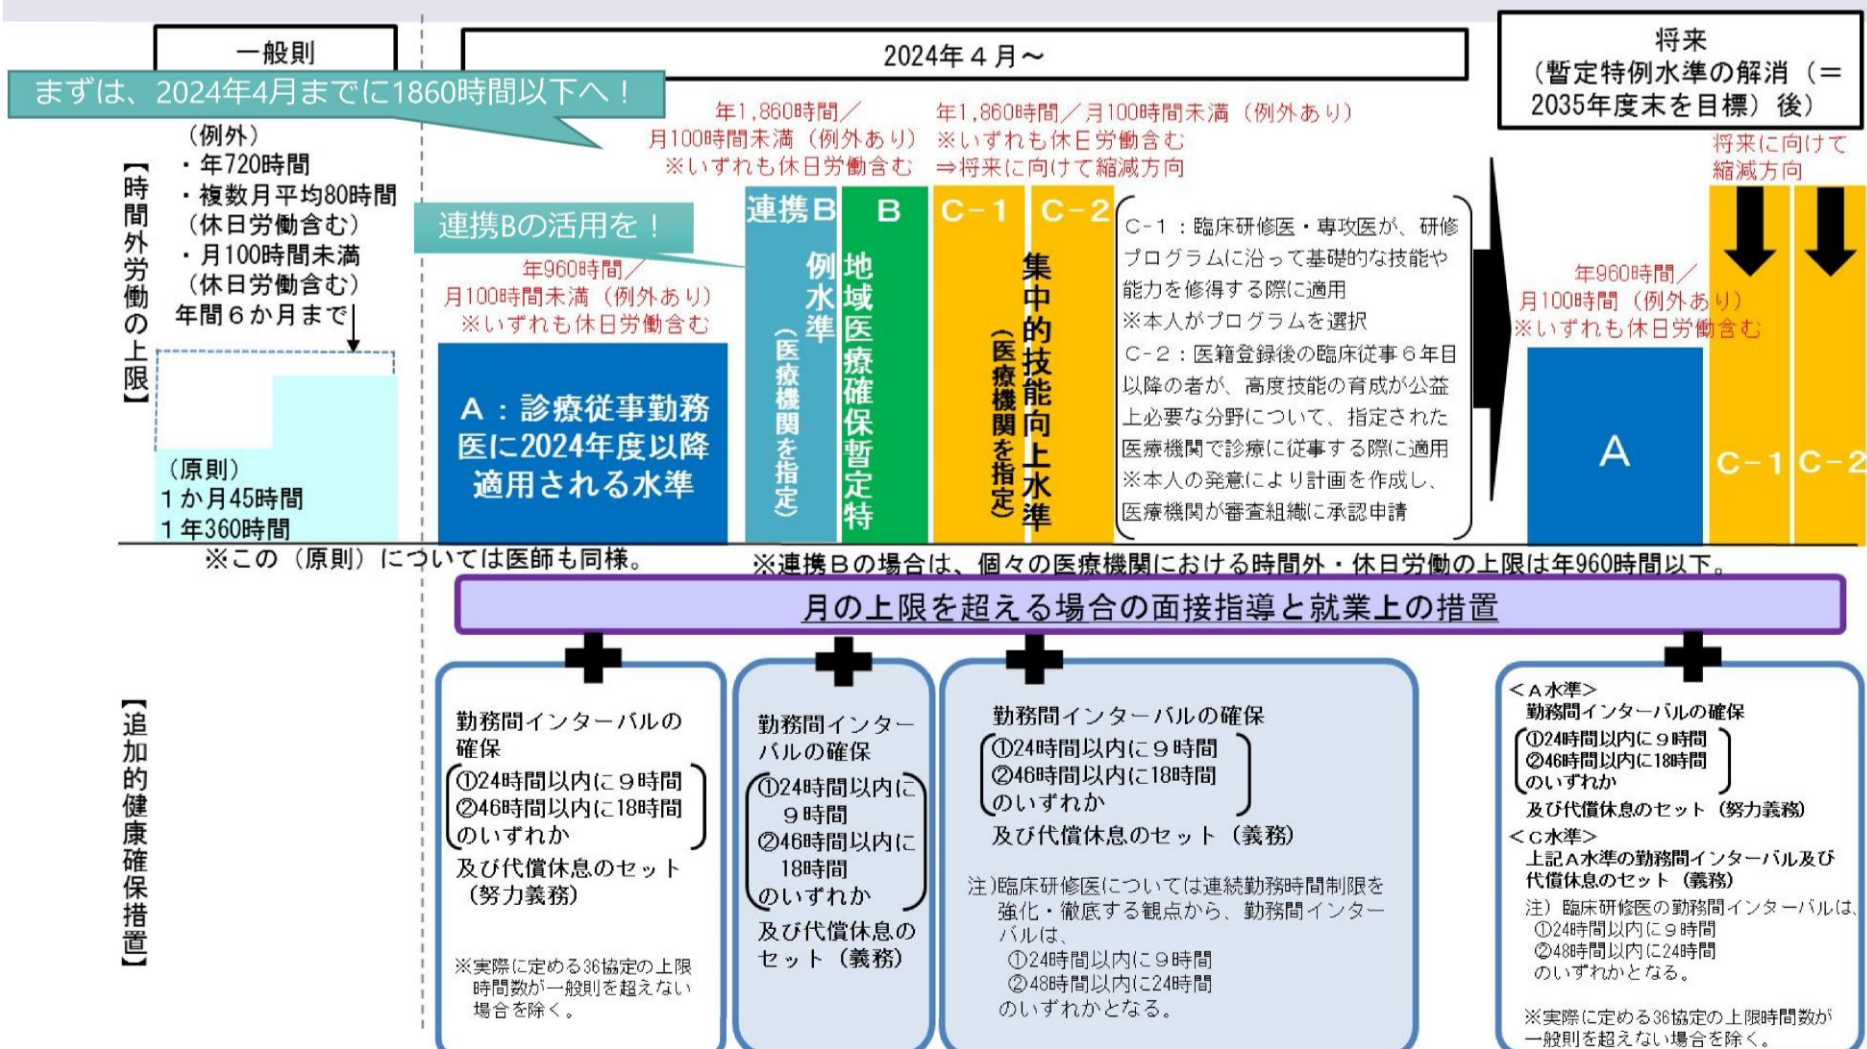 一般則
2024年4月～
将来
（暫定特例水準の解消（＝
2035年度末を目標）後）
まずは、2024年4月までに1860時間以下へ！
【時間外労働の上限】
（例外）
・年720時間
・複数月平均80時間
（休日労働含む）
・月100時間未満
（休日労働含む）
年間６か月まで
（原則）
１か月45時間
１年360時間
※この（原則）については医師も同様。
連携Bの活用を！
年960時間／
月100時間未満（例外あり）
※いずれも休日労働含む
Ａ：診療従事勤務
医に2024年度以降
適用される水準
年1,860時間／
月100時間未満（例外あり）
※いずれも休日労働含む
連携B
B
地域医療確保暫定特
例水準
（医療機関を指定）
年1,860時間／月100時間未満（例外あり）
※いずれも休日労働含む
⇒将来に向けて縮減方向
C-1
C-2
集中的技能向上水準
（医療機関を指定）
C-1：臨床研修医・専攻医が、研修
プログラムに沿って基礎的な技能や
能力を修得する際に適用
※本人がプログラムを選択
C-2：医籍登録後の臨床従事６年目
以降の者が、高度技能の育成が公益
上必要な分野について、指定された
医療機関で診療に従事する際に適用
※本人の発意により計画を作成し、
医療機関が審査組織に承認申請
将来に向けて
縮減方向
年960時間／
月100時間（例外あり）
※いずれも休日労働含む
A
C-1
C-2
※連携Ｂの場合は、個々の医療機関における時間外・休日労働の上限は年960時間以下。
月の上限を超える場合の面接指導と就業上の措置
【追加的健康確保措置】
勤務間インターバルの
確保
①24時間以内に９時間
②46時間以内に18時間
のいずれか
及び代償休息のセット
（努力義務）
※実際に定める36協定の上限
時間数が一般則を超えない
場合を除く。
勤務間インター
バルの確保
①24時間以内に
９時間
②46時間以内に
18時間
のいずれか
及び代償休息の
セット（義務）
勤務間インターバルの確保
①24時間以内に９時間
②46時間以内に18時間
のいずれか
及び代償休息のセット（義務）
注)臨床研修医については連続勤務時間制限を
強化・徹底する観点から、勤務間インター
バルは、
①24時間以内に９時間
②48時間以内に24時間
のいずれかとなる。
＜Ａ水準＞
勤務間インターバルの確保
①24時間以内に９時間
②46時間以内に18時間
のいずれか
及び代償休息のセット（努力義務）
＜Ｃ水準＞
上記Ａ水準の勤務間インターバル及び
代償休息のセット（義務）
注）臨床研修医の勤務間インターバルは、
①24時間以内に９時間
②48時間以内に24時間
のいずれかとなる。
※実際に定める36協定の上限時間数が
一般則を超えない場合を除く。